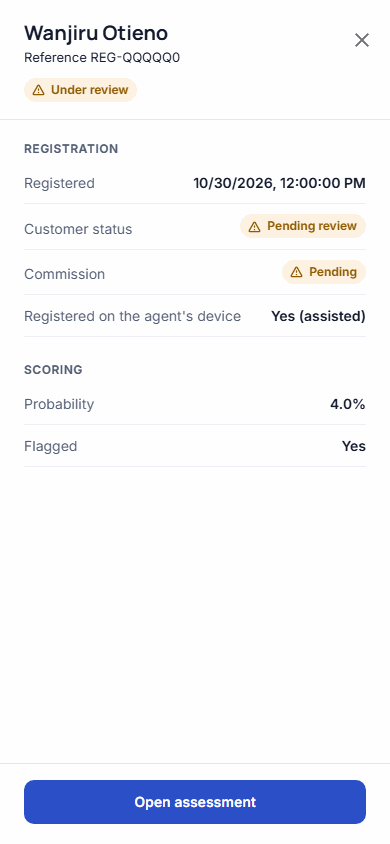 Wanjiru Otieno
Reference REG-QQQQQ0
Under review
REGISTRATION
Registered 10/30/2026, 12:00:00 PM
Customer status Pending review
Commission Pending
Registered on the agent's device Yes (assisted)
SCORING
Probability 4.0%
Flagged Yes
Open assessment